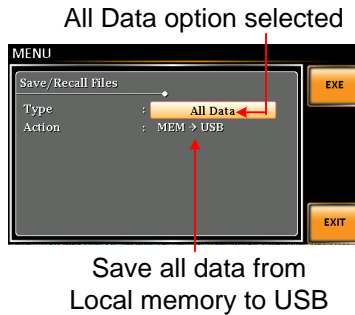 All Data option selected
MENU
Save/Recall Files
EXE
Type : All Data
Action : MEM → USB
EXIT
Save all data from
Local memory to USB